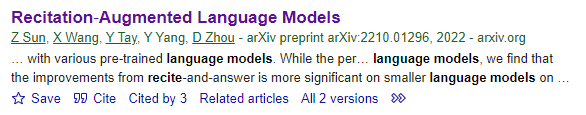 Recitation-Augmented Language Models
Z Sun, X Wang, Y Tay, Y Yang, D Zhou - arXiv preprint arXiv:2210.01296, 2022 - arxiv.org
… with various pre-trained language models. While the per… language models, we find that
the improvements from recite-and-answer is more significant on smaller language models on …
Save Cite Cited by 3 Related articles All 2 versions